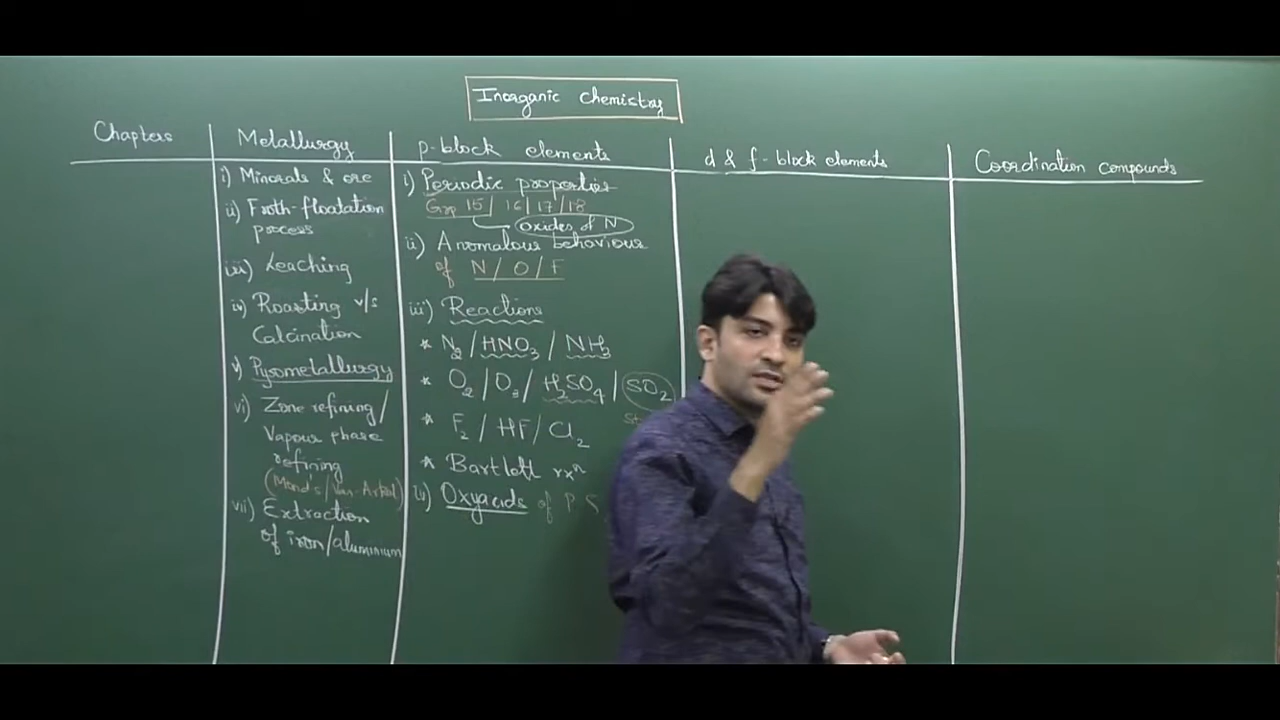 Inorganic Chemistry
Chapters
Metallurgy
i) Minerals & ore
ii) Froth-floatation
process
iii) Leaching
iv) Roasting v/s
Calcination
v) Pyrometallurgy
vi) Zone refining/
Vapour phase
refining
(Mond's/Van-Arkel)
vii) Extraction
of iron/aluminium
p-block elements
i) Periodic properties
Grp 15/ 16/17/18
oxides of N
ii) Anomalous behaviour
of N/O/F
iii) Reactions
* N₂/HNO₃/NH₃
* O₂/O₃/H₂SO₄/SO₂
* F₂/HF/Cl₂
* Bartlett rxⁿ
iv) Oxyacids of P S,
d & f-block elements
Coordination compounds